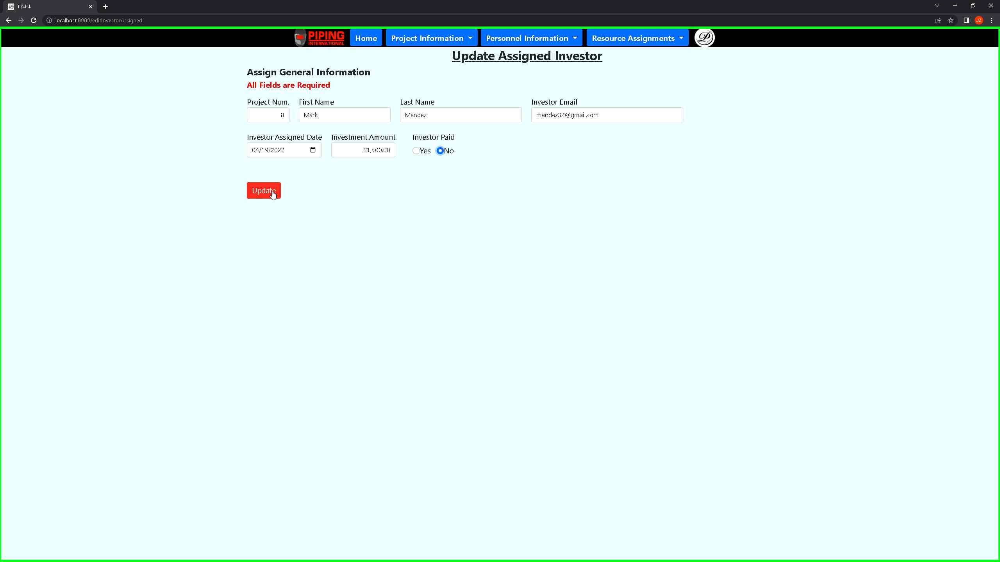 T.A.P.I.
localhost:8080/editInvestorAssigned
JZ
PIPING
INTERNATIONAL
Home Project Information Personnel Information Resource Assignments
Update Assigned Investor
Assign General Information
All Fields are Required
Project Num. First Name Last Name Investor Email
8 Mark Mendez mendez32@gmail.com
Investor Assigned Date Investment Amount Investor Paid
04/19/2022 $1,500.00 Yes No
Update